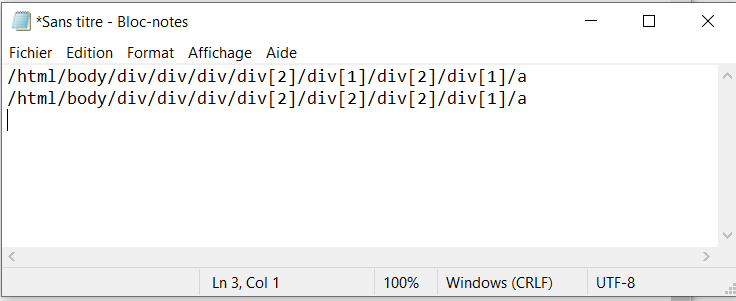 *Sans titre - Bloc-notes
Fichier Edition Format Affichage Aide
/html/body/div/div/div/div[2]/div[1]/div[2]/div[1]/a
/html/body/div/div/div/div[2]/div[2]/div[2]/div[1]/a
Ln 3, Col 1 100% Windows (CRLF) UTF-8